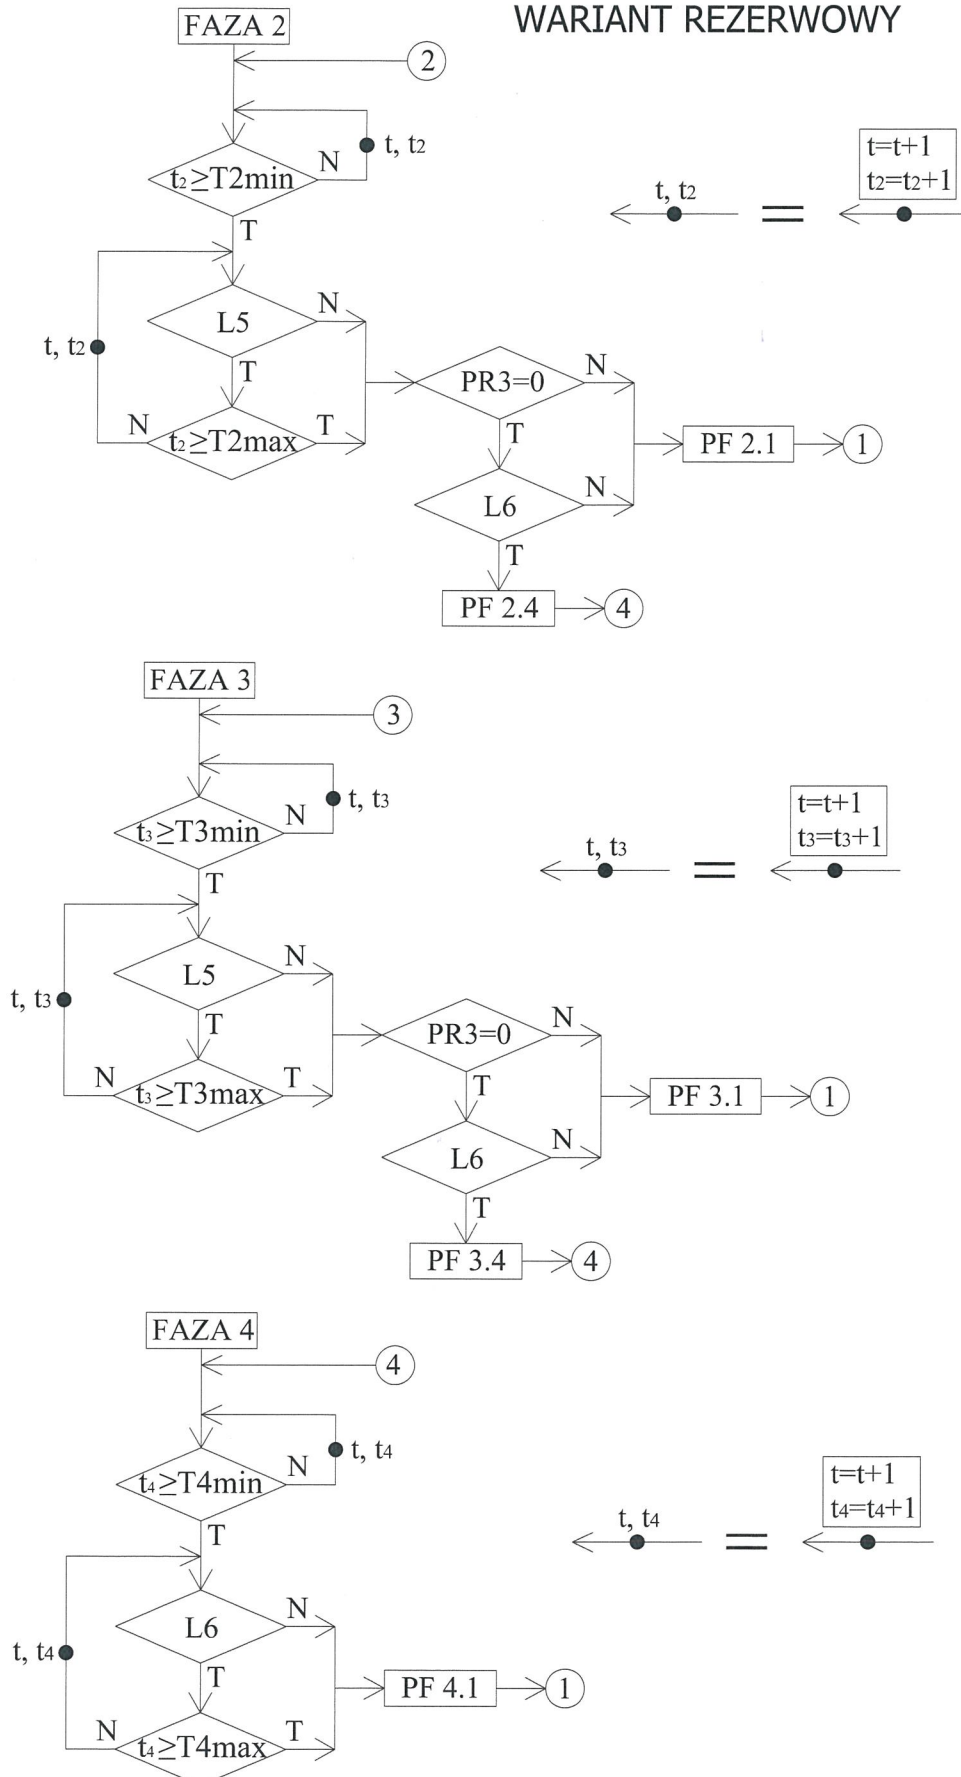 WARIANT REZERWOWY
FAZA 2
2
t, t2
t2≥T2min
N
T
t, t2
=
t=t+1
t2=t2+1
L5
N
t, t2
T
t2≥T2max
N
T
PR3=0
N
T
PF 2.1
1
L6
N
T
PF 2.4
4
FAZA 3
3
t, t3
t3≥T3min
N
T
t, t3
=
t=t+1
t3=t3+1
L5
N
t, t3
T
t3≥T3max
N
T
PR3=0
N
T
PF 3.1
1
L6
N
T
PF 3.4
4
FAZA 4
4
t, t4
t4≥T4min
N
T
t, t4
=
t=t+1
t4=t4+1
L6
N
t, t4
T
PF 4.1
1
t4≥T4max
N
T